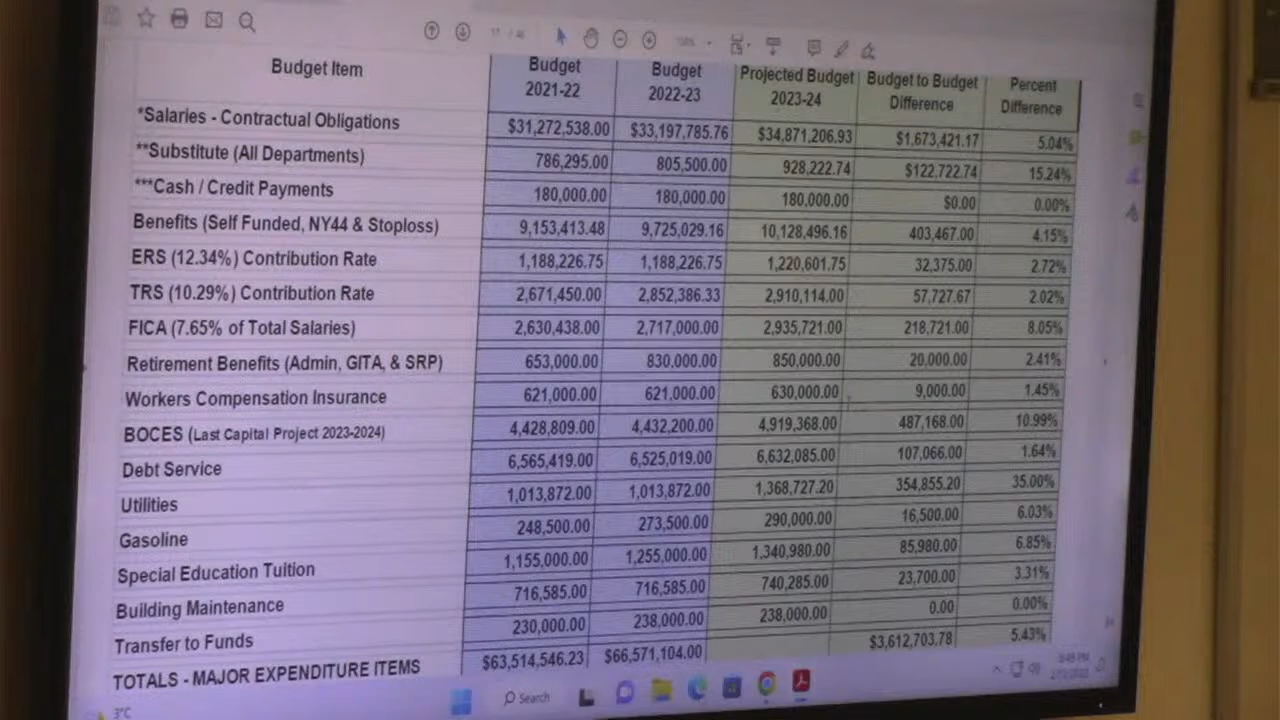 Budget Item Budget 2021-22 Budget 2022-23 Projected Budget 2023-24 Budget to Budget Difference Percent Difference
*Salaries - Contractual Obligations $31,272,538.00 $33,197,785.76 $34,871,206.93 $1,673,421.17 5.04%
**Substitute (All Departments) 786,295.00 805,500.00 928,222.74 $122,722.74 15.24%
***Cash / Credit Payments 180,000.00 180,000.00 180,000.00 $0.00 0.00%
Benefits (Self Funded, NY44 & Stoploss) 9,153,413.48 9,725,029.16 10,128,496.16 403,467.00 4.15%
ERS (12.34%) Contribution Rate 1,188,226.75 1,188,226.75 1,220,601.75 32,375.00 2.72%
TRS (10.29%) Contribution Rate 2,671,450.00 2,852,386.33 2,910,114.00 57,727.67 2.02%
FICA (7.65% of Total Salaries) 2,630,438.00 2,717,000.00 2,935,721.00 218,721.00 8.05%
Retirement Benefits (Admin, GITA, & SRP) 653,000.00 830,000.00 850,000.00 20,000.00 2.41%
Workers Compensation Insurance 621,000.00 621,000.00 630,000.00 9,000.00 1.45%
BOCES (Last Capital Project 2023-2024) 4,428,809.00 4,432,200.00 4,919,368.00 487,168.00 10.99%
Debt Service 6,565,419.00 6,525,019.00 6,632,085.00 107,066.00 1.64%
Utilities 1,013,872.00 1,013,872.00 1,368,727.20 354,855.20 35.00%
Gasoline 248,500.00 273,500.00 290,000.00 16,500.00 6.03%
Special Education Tuition 1,155,000.00 1,255,000.00 1,340,980.00 85,980.00 6.85%
Building Maintenance 716,585.00 716,585.00 740,285.00 23,700.00 3.31%
Transfer to Funds 230,000.00 238,000.00 238,000.00 0.00 0.00%
TOTALS - MAJOR EXPENDITURE ITEMS $63,514,546.23 $66,571,104.00 $3,612,703.78 5.43%
3°C Search